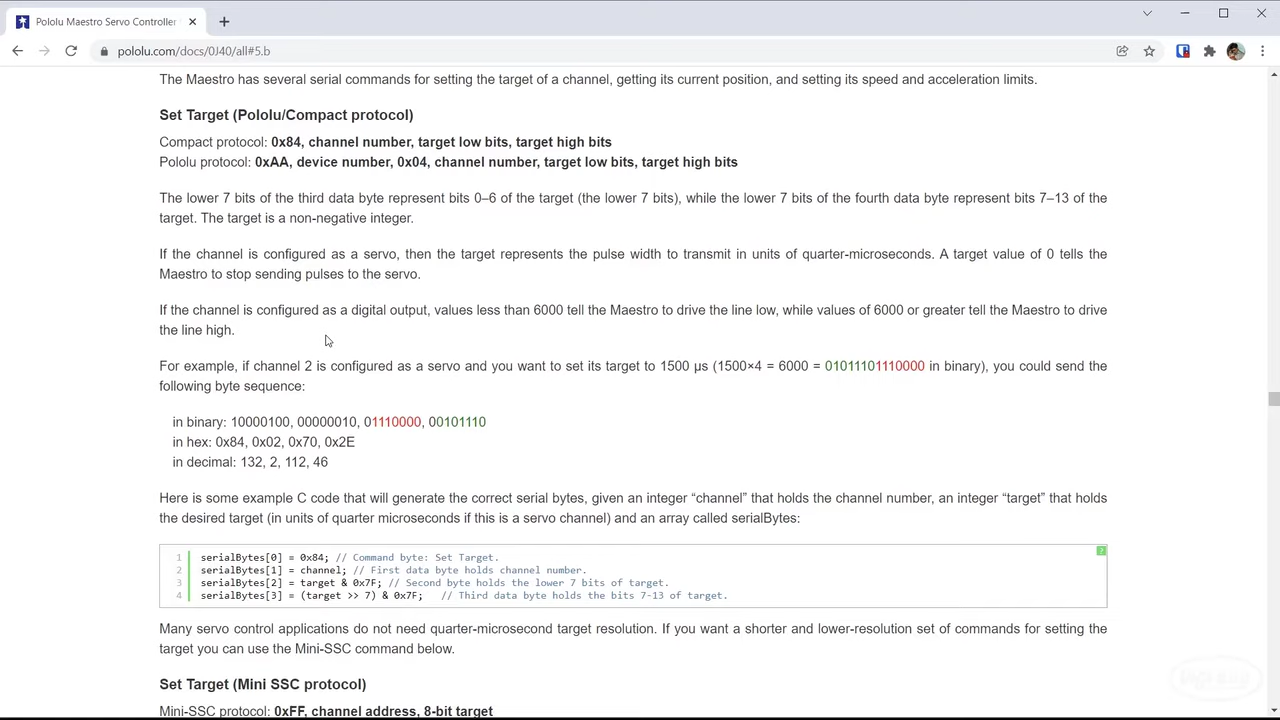 Pololu Maestro Servo Controller
pololu.com/docs/0J40/all#5.b
The Maestro has several serial commands for setting the target of a channel, getting its current position, and setting its speed and acceleration limits.
Set Target (Pololu/Compact protocol)
Compact protocol: 0x84, channel number, target low bits, target high bits
Pololu protocol: 0xAA, device number, 0x04, channel number, target low bits, target high bits
The lower 7 bits of the third data byte represent bits 0–6 of the target (the lower 7 bits), while the lower 7 bits of the fourth data byte represent bits 7–13 of the
target. The target is a non-negative integer.
If the channel is configured as a servo, then the target represents the pulse width to transmit in units of quarter-microseconds. A target value of 0 tells the
Maestro to stop sending pulses to the servo.
If the channel is configured as a digital output, values less than 6000 tell the Maestro to drive the line low, while values of 6000 or greater tell the Maestro to drive
the line high.
For example, if channel 2 is configured as a servo and you want to set its target to 1500 µs (1500×4 = 6000 = 01011101110000 in binary), you could send the
following byte sequence:
in binary: 10000100, 00000010, 01110000, 00101110
in hex: 0x84, 0x02, 0x70, 0x2E
in decimal: 132, 2, 112, 46
Here is some example C code that will generate the correct serial bytes, given an integer “channel” that holds the channel number, an integer “target” that holds
the desired target (in units of quarter microseconds if this is a servo channel) and an array called serialBytes:
?
1 serialBytes[0] = 0x84; // Command byte: Set Target.
2 serialBytes[1] = channel; // First data byte holds channel number.
3 serialBytes[2] = target & 0x7F; // Second byte holds the lower 7 bits of target.
4 serialBytes[3] = (target >> 7) & 0x7F; // Third data byte holds the bits 7-13 of target.
Many servo control applications do not need quarter-microsecond target resolution. If you want a shorter and lower-resolution set of commands for setting the
target you can use the Mini-SSC command below.
Set Target (Mini SSC protocol)
Mini-SSC protocol: 0xFF, channel address, 8-bit target